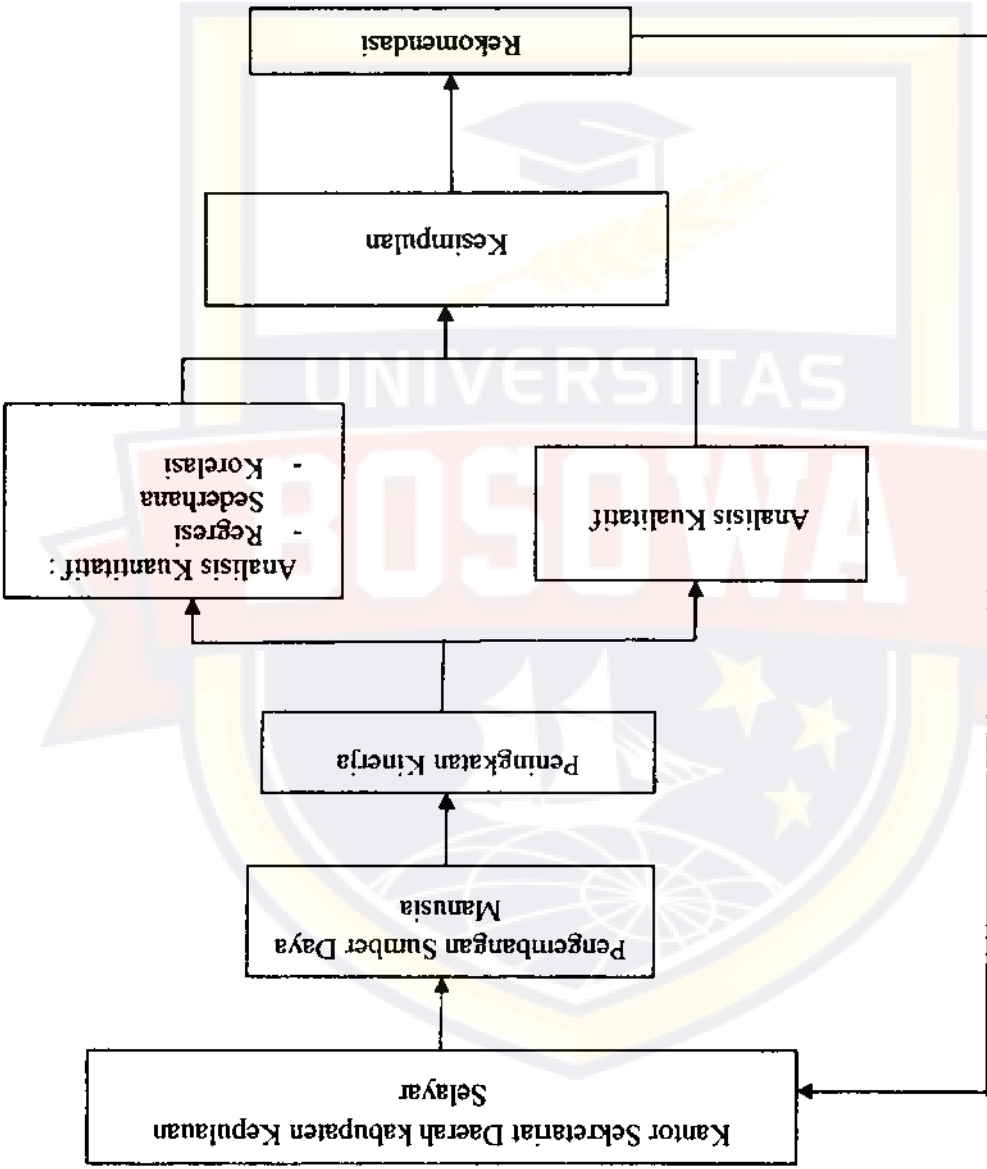 Kantor Sekretariat Daerah kabupaten Kepulauan
Selayar
Pengembangan Sumber Daya
Manusia
Peningkatan Kinerja
Analisis Kualitatif
Analisis Kuantitatif :
- Regresi
Sederhana
- Korelasi
Kesimpulan
Rekomendasi
UNIVERSITAS
BOSOWA